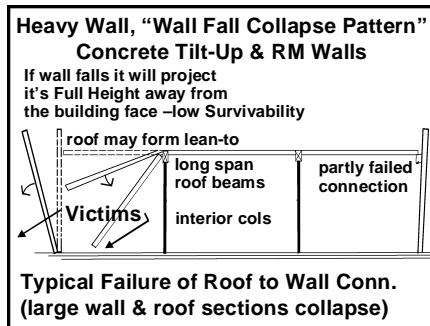 Heavy Wall, “Wall Fall Collapse Pattern”
Concrete Tilt-Up & RM Walls
If wall falls it will project
it’s Full Height away from
the building face –low Survivability
roof may form lean-to
long span
roof beams
partly failed
connection
Victims
interior cols
Typical Failure of Roof to Wall Conn.
(large wall & roof sections collapse)